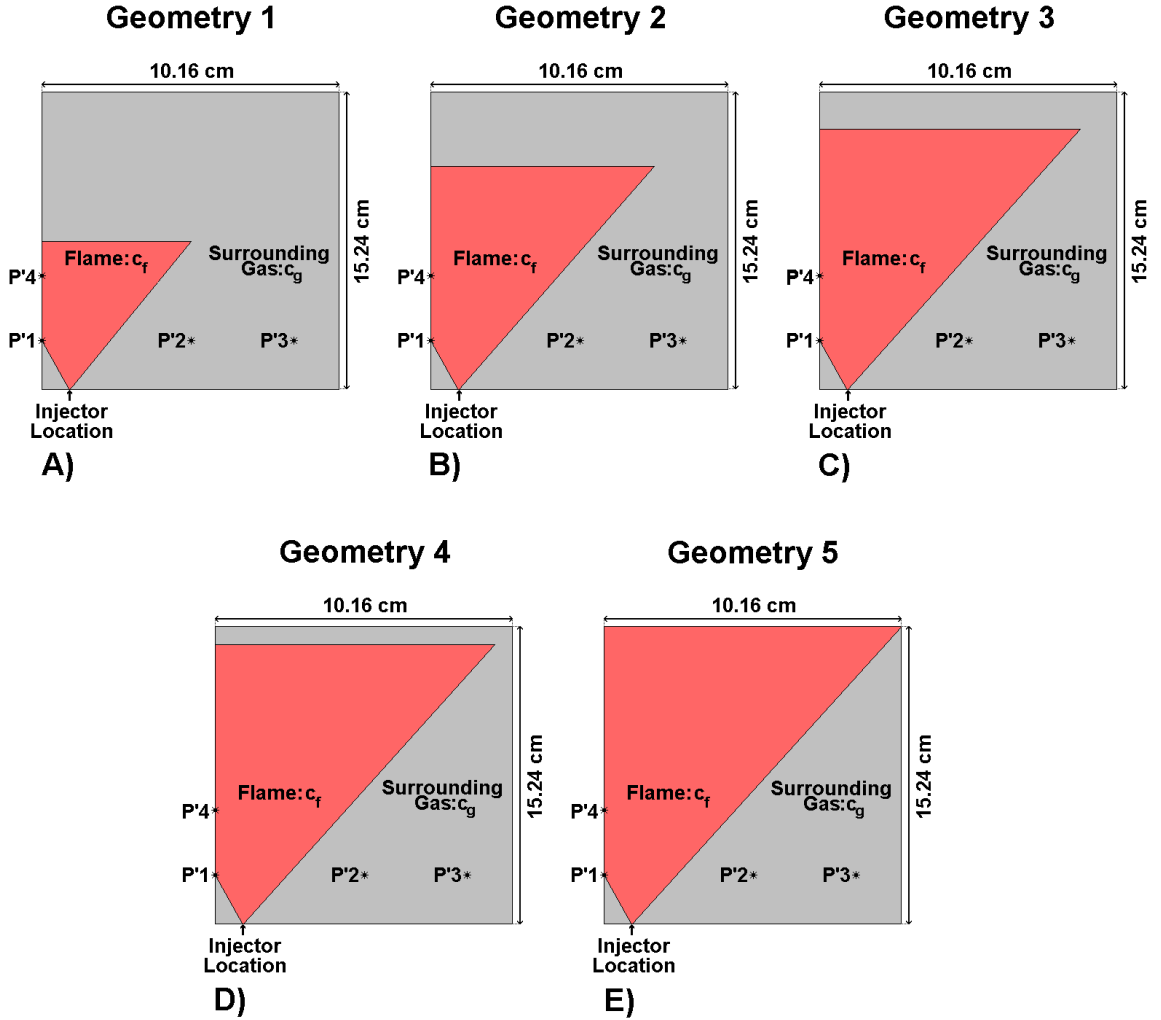 Geometry 1
10.16 cm
15.24 cm
Flame: cf
Surrounding
Gas:cg
P'4*
P'1*
P'2*
P'3*
Injector
Location
A)
Geometry 2
10.16 cm
15.24 cm
Flame: cf
Surrounding
Gas:cg
P'4*
P'1*
P'2*
P'3*
Injector
Location
B)
Geometry 3
10.16 cm
15.24 cm
Flame: cf
Surrounding
Gas:cg
P'4*
P'1*
P'2*
P'3*
Injector
Location
C)
Geometry 4
10.16 cm
15.24 cm
Flame: cf
Surrounding
Gas:cg
P'4*
P'1*
P'2*
P'3*
Injector
Location
D)
Geometry 5
10.16 cm
15.24 cm
Flame: cf
Surrounding
Gas:cg
P'4*
P'1*
P'2*
P'3*
Injector
Location
E)